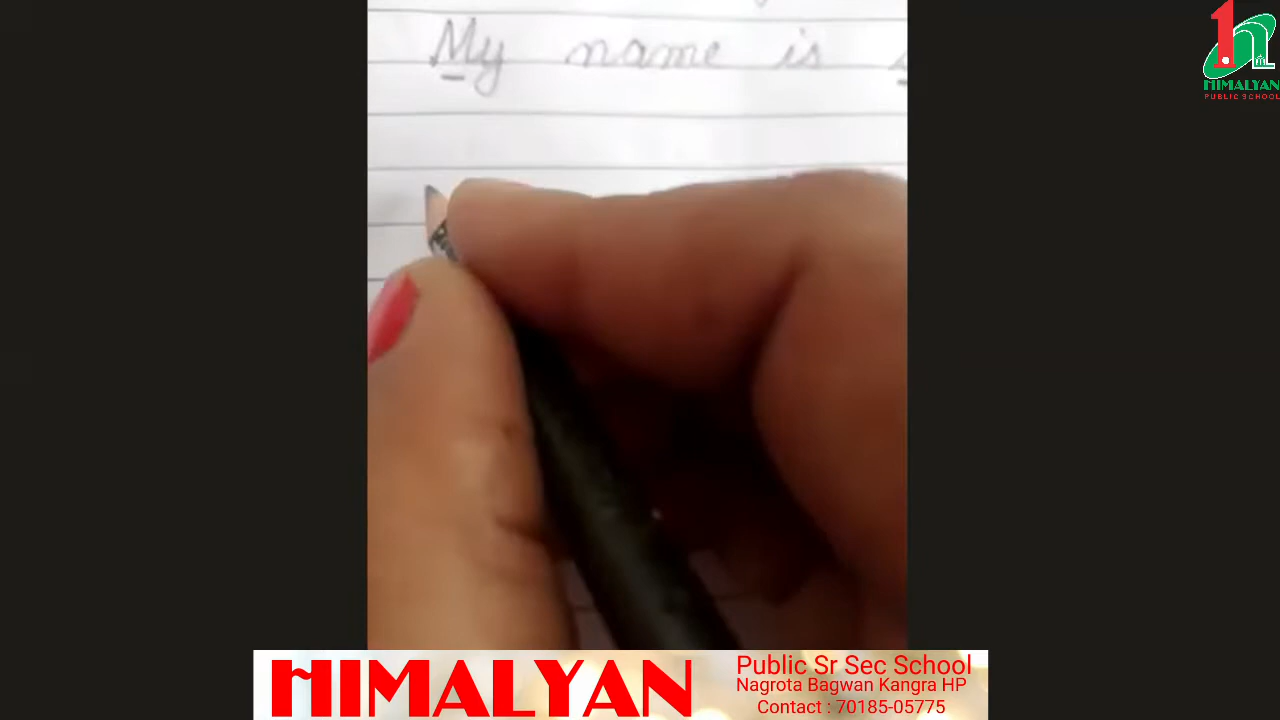 My name is
HIMALYAN
PUBLIC SCHOOL
HIMALYAN
Public Sr Sec School
Nagrota Bagwan Kangra HP
Contact : 70185-05775